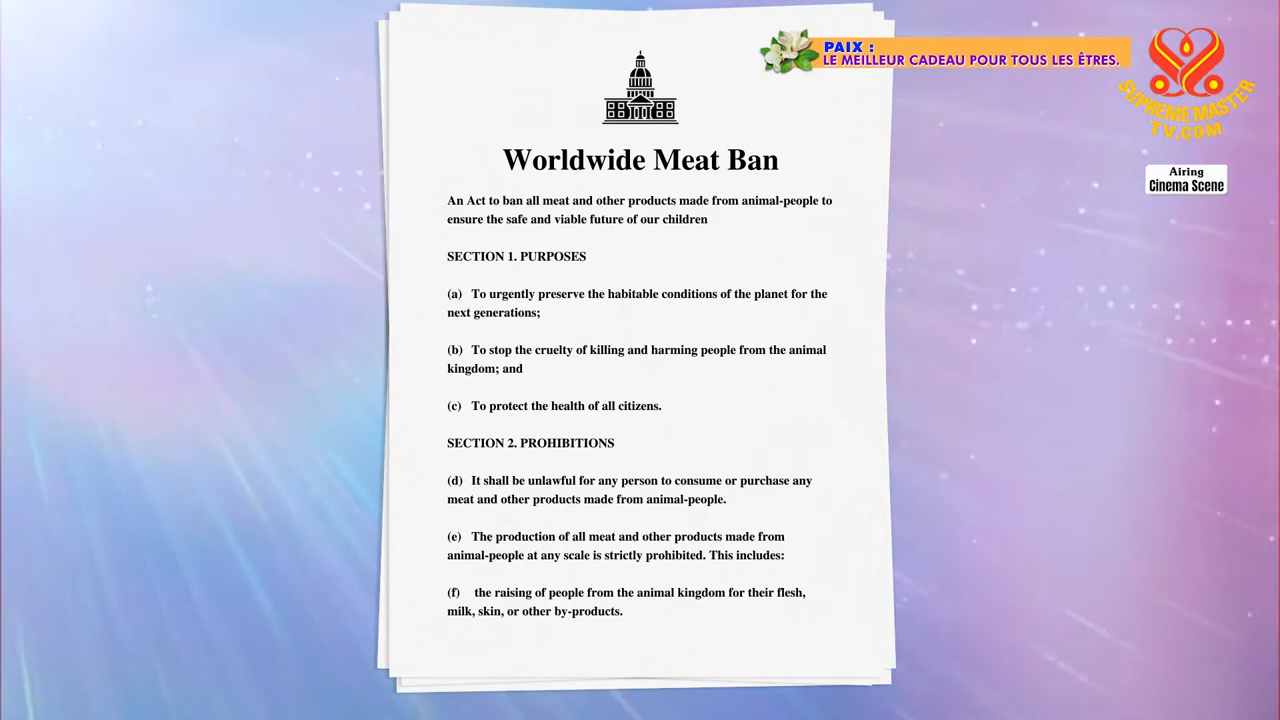 PAIX :
LE MEILLEUR CADEAU POUR TOUS LES ÊTRES.
SUPREME MASTER
TV.COM
Airing
Cinema Scene
Worldwide Meat Ban
An Act to ban all meat and other products made from animal-people to
ensure the safe and viable future of our children
SECTION 1. PURPOSES
(a) To urgently preserve the habitable conditions of the planet for the
next generations;
(b) To stop the cruelty of killing and harming people from the animal
kingdom; and
(c) To protect the health of all citizens.
SECTION 2. PROHIBITIONS
(d) It shall be unlawful for any person to consume or purchase any
meat and other products made from animal-people.
(e) The production of all meat and other products made from
animal-people at any scale is strictly prohibited. This includes:
(f) the raising of people from the animal kingdom for their flesh,
milk, skin, or other by-products.